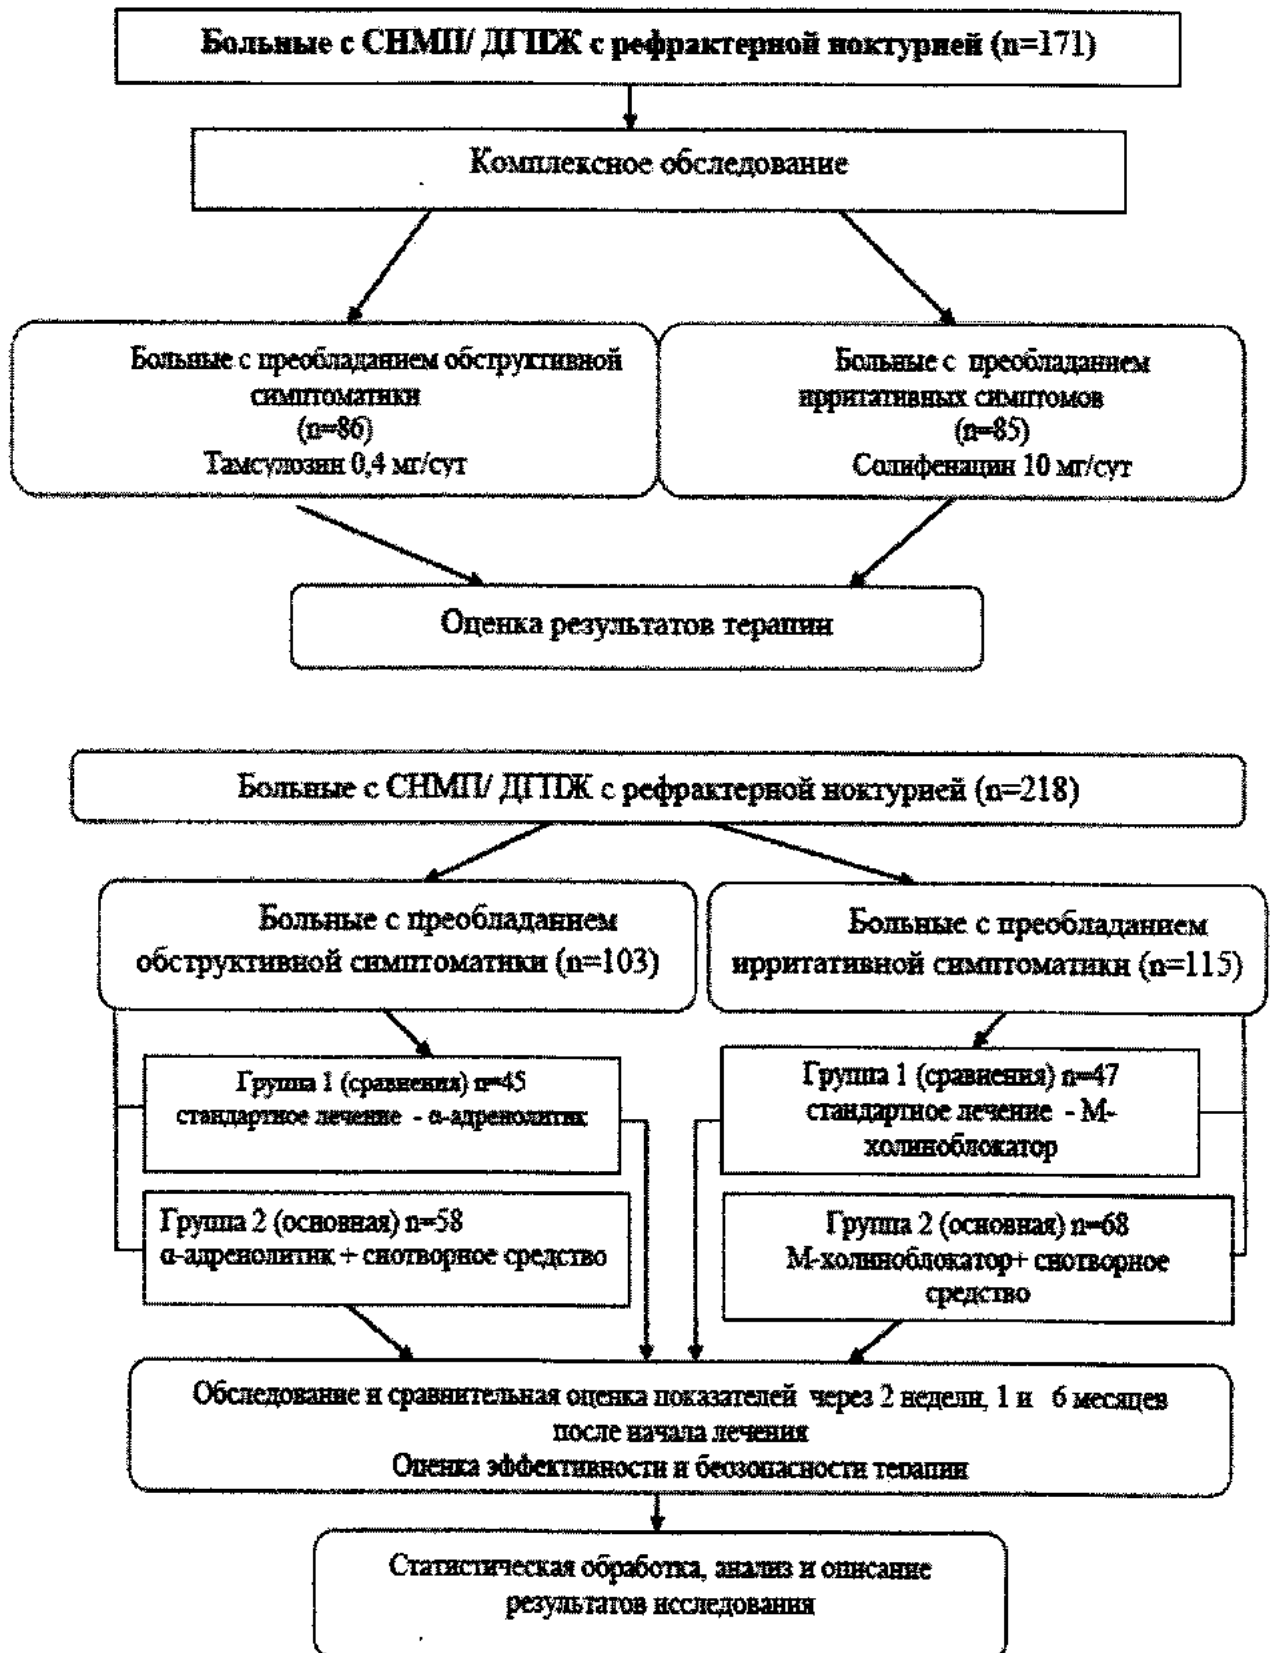 Больные с СНМП/ ДГПЖ с рефрактерной ноктурией (n=171)
Комплексное обследование
Больные с преобладанием обструктивной
симптоматики
(n=86)
Тамсулозин 0,4 мг/сут
Больные с преобладанием
ирритативных симптомов
(n=85)
Солифенацин 10 мг/сут
Оценка результатов терапии
Больные с СНМП/ ДГПЖ с рефрактерной ноктурией (n=218)
Больные с преобладанием
обструктивной симптоматики (n=103)
Больные с преобладанием
ирритативной симптоматики (n=115)
Группа 1 (сравнения) n=45
стандартное лечение - α-адренолитик
Группа 1 (сравнения) n=47
стандартное лечение - М-
холиноблокатор
Группа 2 (основная) n=58
α-адренолитик + снотворное средство
Группа 2 (основная) n=68
М-холиноблокатор+ снотворное
средство
Обследование и сравнительная оценка показателей через 2 недели, 1 и 6 месяцев
после начала лечения
Оценка эффективности и безопасности терапии
Статистическая обработка, анализ и описание
результатов исследования